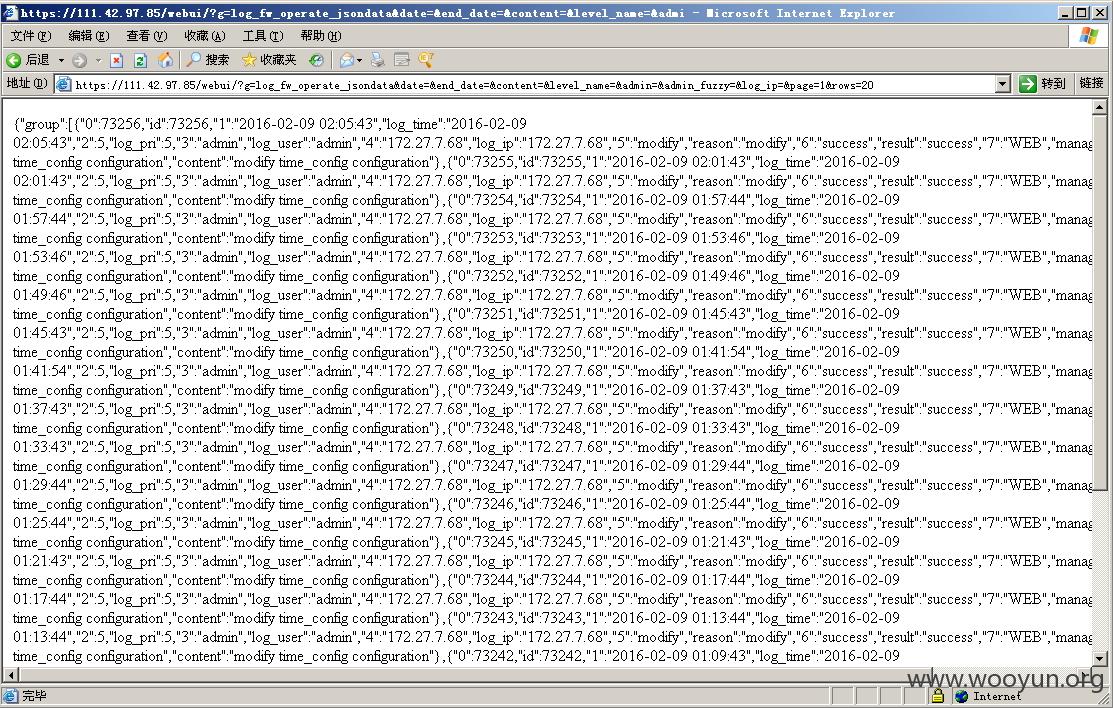 https://111.42.97.85/webui/?g=log_fw_operate_jsondata&date=&end_date=&content=&level_name=&admi - Microsoft Internet Explorer
文件(F) 编辑(E) 查看(V) 收藏(A) 工具(T) 帮助(H)
后退 搜索 收藏夹
地址(D) https://111.42.97.85/webui/?g=log_fw_operate_jsondata&date=&end_date=&content=&level_name=&admin=&admin_fuzzy=&log_ip=&page=1&rows=20 转到 链接
{"group":[{"0":73256,"id":73256,"1":"2016-02-09 02:05:43","log_time":"2016-02-09
02:05:43","2":5,"log_pri":5,"3":"admin","log_user":"admin","4":"172.27.7.68","log_ip":"172.27.7.68","5":"modify","reason":"modify","6":"success","result":"success","7":"WEB","manag
time_config configuration","content":"modify time_config configuration"},{"0":73255,"id":73255,"1":"2016-02-09 02:01:43","log_time":"2016-02-09
02:01:43","2":5,"log_pri":5,"3":"admin","log_user":"admin","4":"172.27.7.68","log_ip":"172.27.7.68","5":"modify","reason":"modify","6":"success","result":"success","7":"WEB","manag
time_config configuration","content":"modify time_config configuration"},{"0":73254,"id":73254,"1":"2016-02-09 01:57:44","log_time":"2016-02-09
01:57:44","2":5,"log_pri":5,"3":"admin","log_user":"admin","4":"172.27.7.68","log_ip":"172.27.7.68","5":"modify","reason":"modify","6":"success","result":"success","7":"WEB","manag
time_config configuration","content":"modify time_config configuration"},{"0":73253,"id":73253,"1":"2016-02-09 01:53:46","log_time":"2016-02-09
01:53:46","2":5,"log_pri":5,"3":"admin","log_user":"admin","4":"172.27.7.68","log_ip":"172.27.7.68","5":"modify","reason":"modify","6":"success","result":"success","7":"WEB","manag
time_config configuration","content":"modify time_config configuration"},{"0":73252,"id":73252,"1":"2016-02-09 01:49:46","log_time":"2016-02-09
01:49:46","2":5,"log_pri":5,"3":"admin","log_user":"admin","4":"172.27.7.68","log_ip":"172.27.7.68","5":"modify","reason":"modify","6":"success","result":"success","7":"WEB","manag
time_config configuration","content":"modify time_config configuration"},{"0":73251,"id":73251,"1":"2016-02-09 01:45:43","log_time":"2016-02-09
01:45:43","2":5,"log_pri":5,"3":"admin","log_user":"admin","4":"172.27.7.68","log_ip":"172.27.7.68","5":"modify","reason":"modify","6":"success","result":"success","7":"WEB","manag
time_config configuration","content":"modify time_config configuration"},{"0":73250,"id":73250,"1":"2016-02-09 01:41:54","log_time":"2016-02-09
01:41:54","2":5,"log_pri":5,"3":"admin","log_user":"admin","4":"172.27.7.68","log_ip":"172.27.7.68","5":"modify","reason":"modify","6":"success","result":"success","7":"WEB","manag
time_config configuration","content":"modify time_config configuration"},{"0":73249,"id":73249,"1":"2016-02-09 01:37:43","log_time":"2016-02-09
01:37:43","2":5,"log_pri":5,"3":"admin","log_user":"admin","4":"172.27.7.68","log_ip":"172.27.7.68","5":"modify","reason":"modify","6":"success","result":"success","7":"WEB","manag
time_config configuration","content":"modify time_config configuration"},{"0":73248,"id":73248,"1":"2016-02-09 01:33:43","log_time":"2016-02-09
01:33:43","2":5,"log_pri":5,"3":"admin","log_user":"admin","4":"172.27.7.68","log_ip":"172.27.7.68","5":"modify","reason":"modify","6":"success","result":"success","7":"WEB","manag
time_config configuration","content":"modify time_config configuration"},{"0":73247,"id":73247,"1":"2016-02-09 01:29:44","log_time":"2016-02-09
01:29:44","2":5,"log_pri":5,"3":"admin","log_user":"admin","4":"172.27.7.68","log_ip":"172.27.7.68","5":"modify","reason":"modify","6":"success","result":"success","7":"WEB","manag
time_config configuration","content":"modify time_config configuration"},{"0":73246,"id":73246,"1":"2016-02-09 01:25:44","log_time":"2016-02-09
01:25:44","2":5,"log_pri":5,"3":"admin","log_user":"admin","4":"172.27.7.68","log_ip":"172.27.7.68","5":"modify","reason":"modify","6":"success","result":"success","7":"WEB","manag
time_config configuration","content":"modify time_config configuration"},{"0":73245,"id":73245,"1":"2016-02-09 01:21:43","log_time":"2016-02-09
01:21:43","2":5,"log_pri":5,"3":"admin","log_user":"admin","4":"172.27.7.68","log_ip":"172.27.7.68","5":"modify","reason":"modify","6":"success","result":"success","7":"WEB","manag
time_config configuration","content":"modify time_config configuration"},{"0":73244,"id":73244,"1":"2016-02-09 01:17:44","log_time":"2016-02-09
01:17:44","2":5,"log_pri":5,"3":"admin","log_user":"admin","4":"172.27.7.68","log_ip":"172.27.7.68","5":"modify","reason":"modify","6":"success","result":"success","7":"WEB","manag
time_config configuration","content":"modify time_config configuration"},{"0":73243,"id":73243,"1":"2016-02-09 01:13:44","log_time":"2016-02-09
01:13:44","2":5,"log_pri":5,"3":"admin","log_user":"admin","4":"172.27.7.68","log_ip":"172.27.7.68","5":"modify","reason":"modify","6":"success","result":"success","7":"WEB","manag
time_config configuration","content":"modify time_config configuration"},{"0":73242,"id":73242,"1":"2016-02-09 01:09:43","log_time":"2016-02-09
www.wooyun.org
完毕 Internet